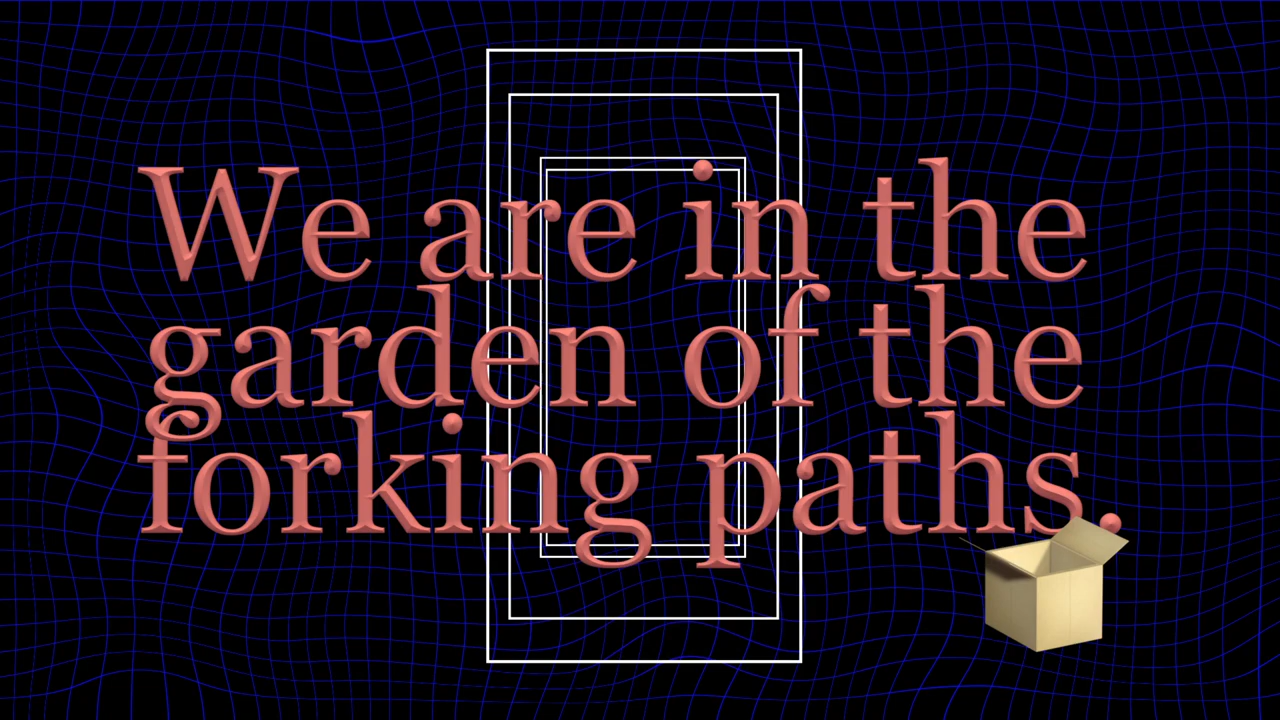 We are in the
garden of the
forking paths.